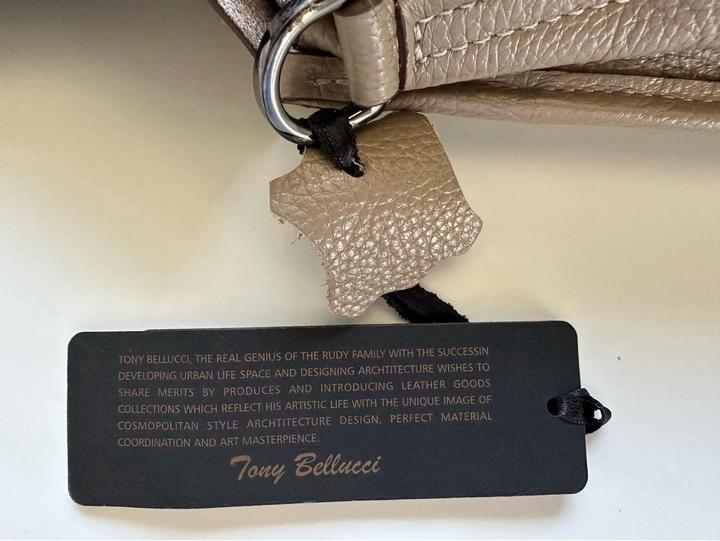 TONY BELLUCCI, THE REAL GENIUS OF THE RUDY FAMILY WITH THE SUCCESSIN
DEVELOPING URBAN LIFE SPACE AND DESIGNING ARCTHITECTURE WISHES TO
SHARE MERITS BY PRODUCES AND INTRODUCING LEATHER GOODS
COLLECTIONS WHICH REFLECT HIS ARTISTIC LIFE WITH THE UNIQUE IMAGE OF
COSMOPOLITAN STYLE ARCTHITECTURE DESIGN, PERFECT MATERIAL
COORDINATION AND ART MASTERPIENCE.
Tony Bellucci